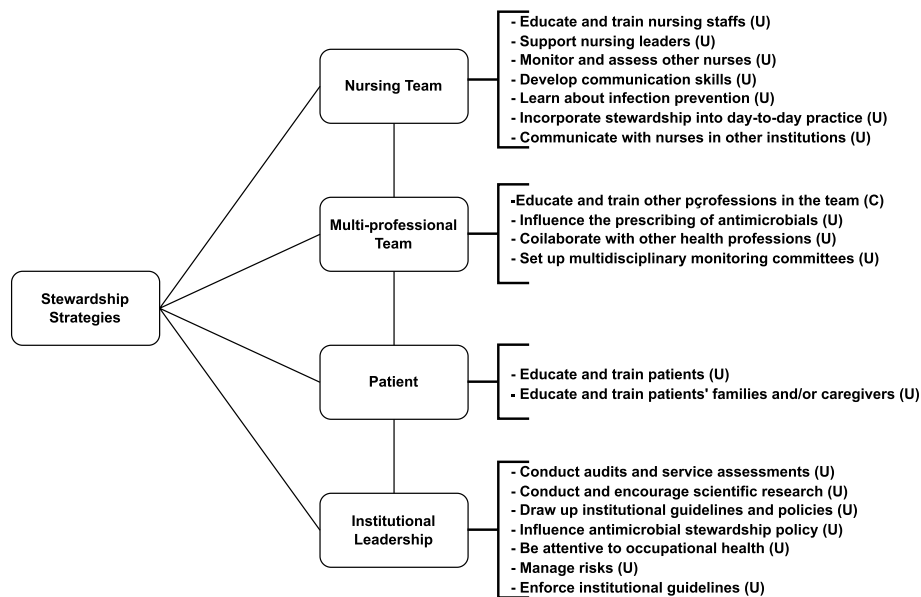 - Educate and train nursing staffs (U)
- Support nursing leaders (U)
- Monitor and assess other nurses (U)
- Develop communication skills (U)
- Learn about infection prevention (U)
- Incorporate stewardship into day-to-day practice (U)
- Communicate with nurses in other institutions (U)
Nursing Team
-Educate and train other pçrofessions in the team (C)
- Influence the prescribing of antimicrobials (U)
- Coilaborate with other health professions (U)
- Set up multidisciplinary monitoring committees (U)
Multi-professional
Team
Stewardship
Strategies
Patient
- Educate and train patients (U)
- Educate and train patients' families and/or caregivers (U)
Institutional
Leadership
- Conduct audits and service assessments (U)
- Conduct and encourage scientific research (U)
- Draw up institutional guidelines and policies (U)
- Influence antimicrobial stewardship policy (U)
- Be attentive to occupational health (U)
- Manage risks (U)
- Enforce institutional guidelines (U)